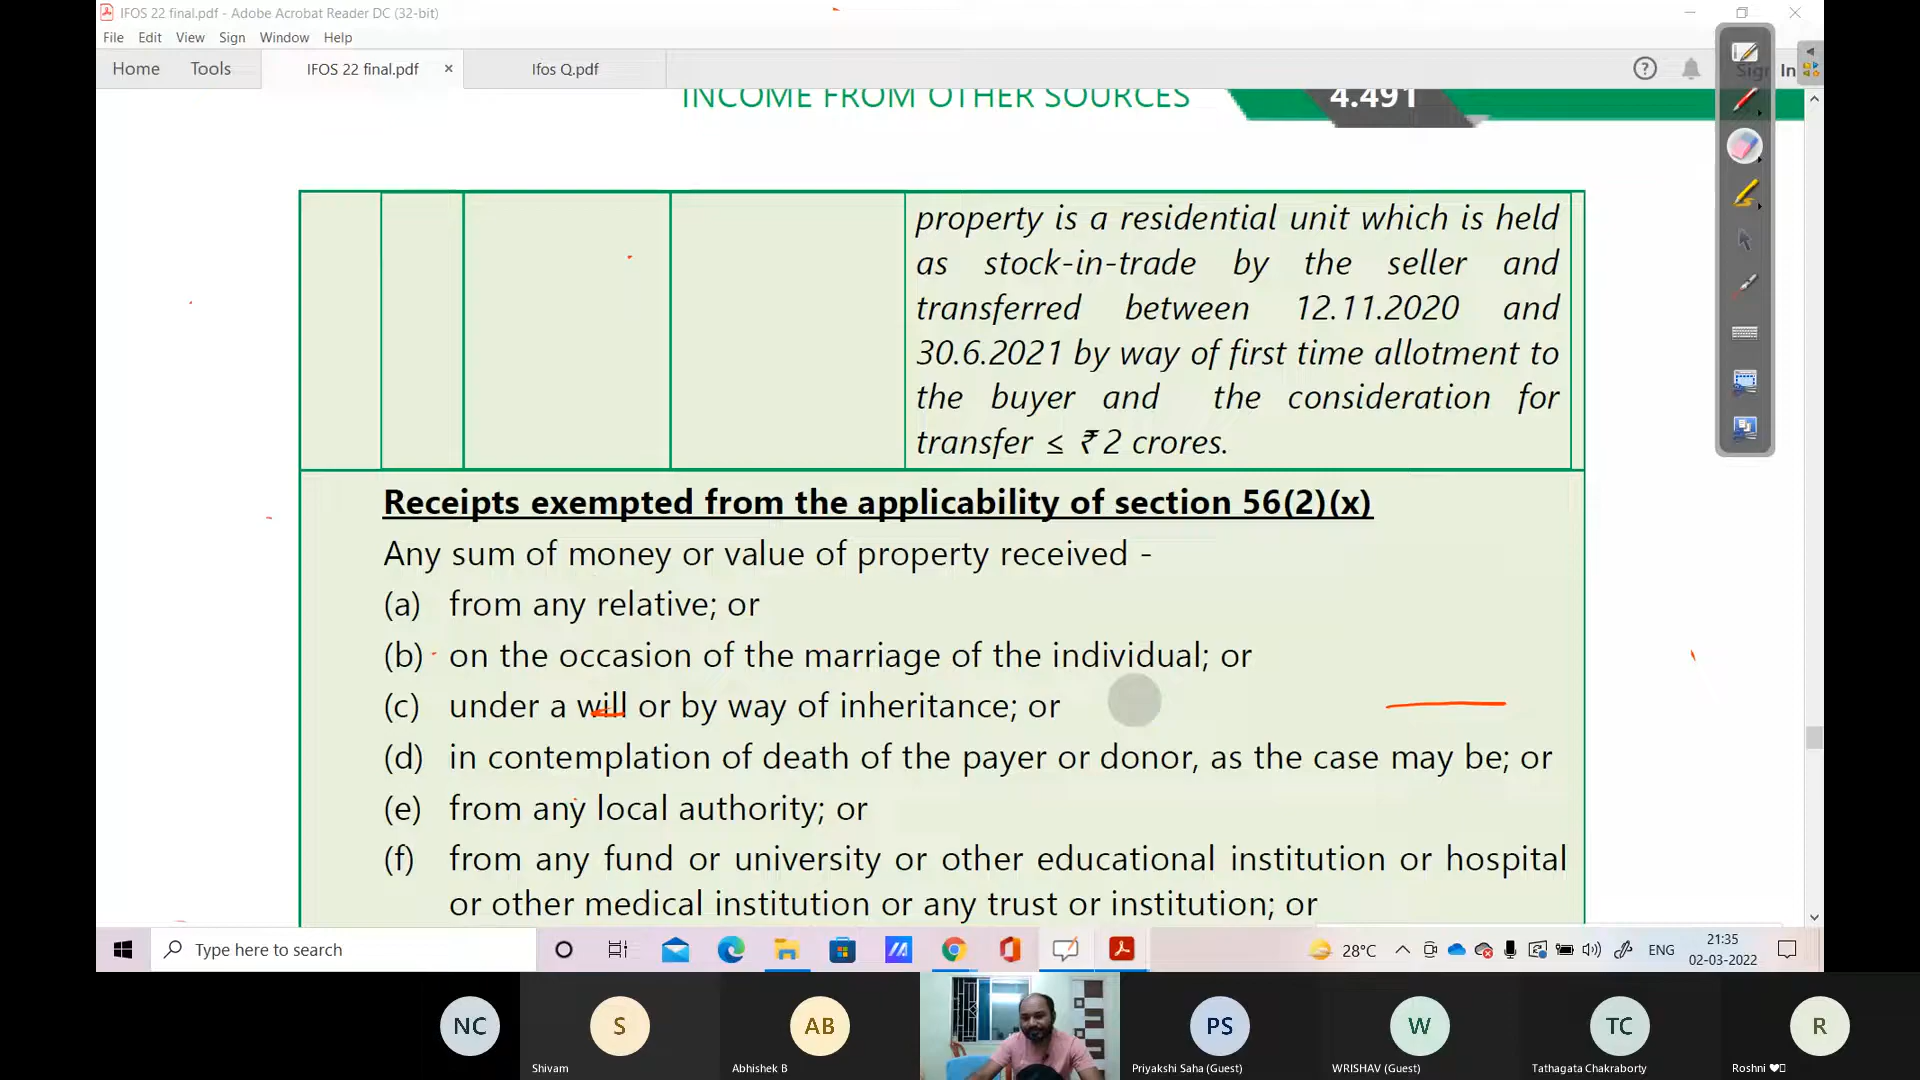 IFOS 22 final.pdf - Adobe Acrobat Reader DC (32-bit)
File Edit View Sign Window Help
Home Tools IFOS 22 final.pdf × Ifos Q.pdf Sign In
INCOME FROM OTHER SOURCES 4.491
property is a residential unit which is held
as stock-in-trade by the seller and
transferred between 12.11.2020 and
30.6.2021 by way of first time allotment to
the buyer and the consideration for
transfer ≤ ₹ 2 crores.
Receipts exempted from the applicability of section 56(2)(x)
Any sum of money or value of property received -
(a) from any relative; or
(b) on the occasion of the marriage of the individual; or
(c) under a will or by way of inheritance; or
(d) in contemplation of death of the payer or donor, as the case may be; or
(e) from any local authority; or
(f) from any fund or university or other educational institution or hospital
or other medical institution or any trust or institution; or
Type here to search 28°C ENG 21:35
02-03-2022
NC S AB PS W TC R
Shivam Abhishek B Priyakshi Saha (Guest) WRISHAV (Guest) Tathagata Chakraborty Roshni ❤